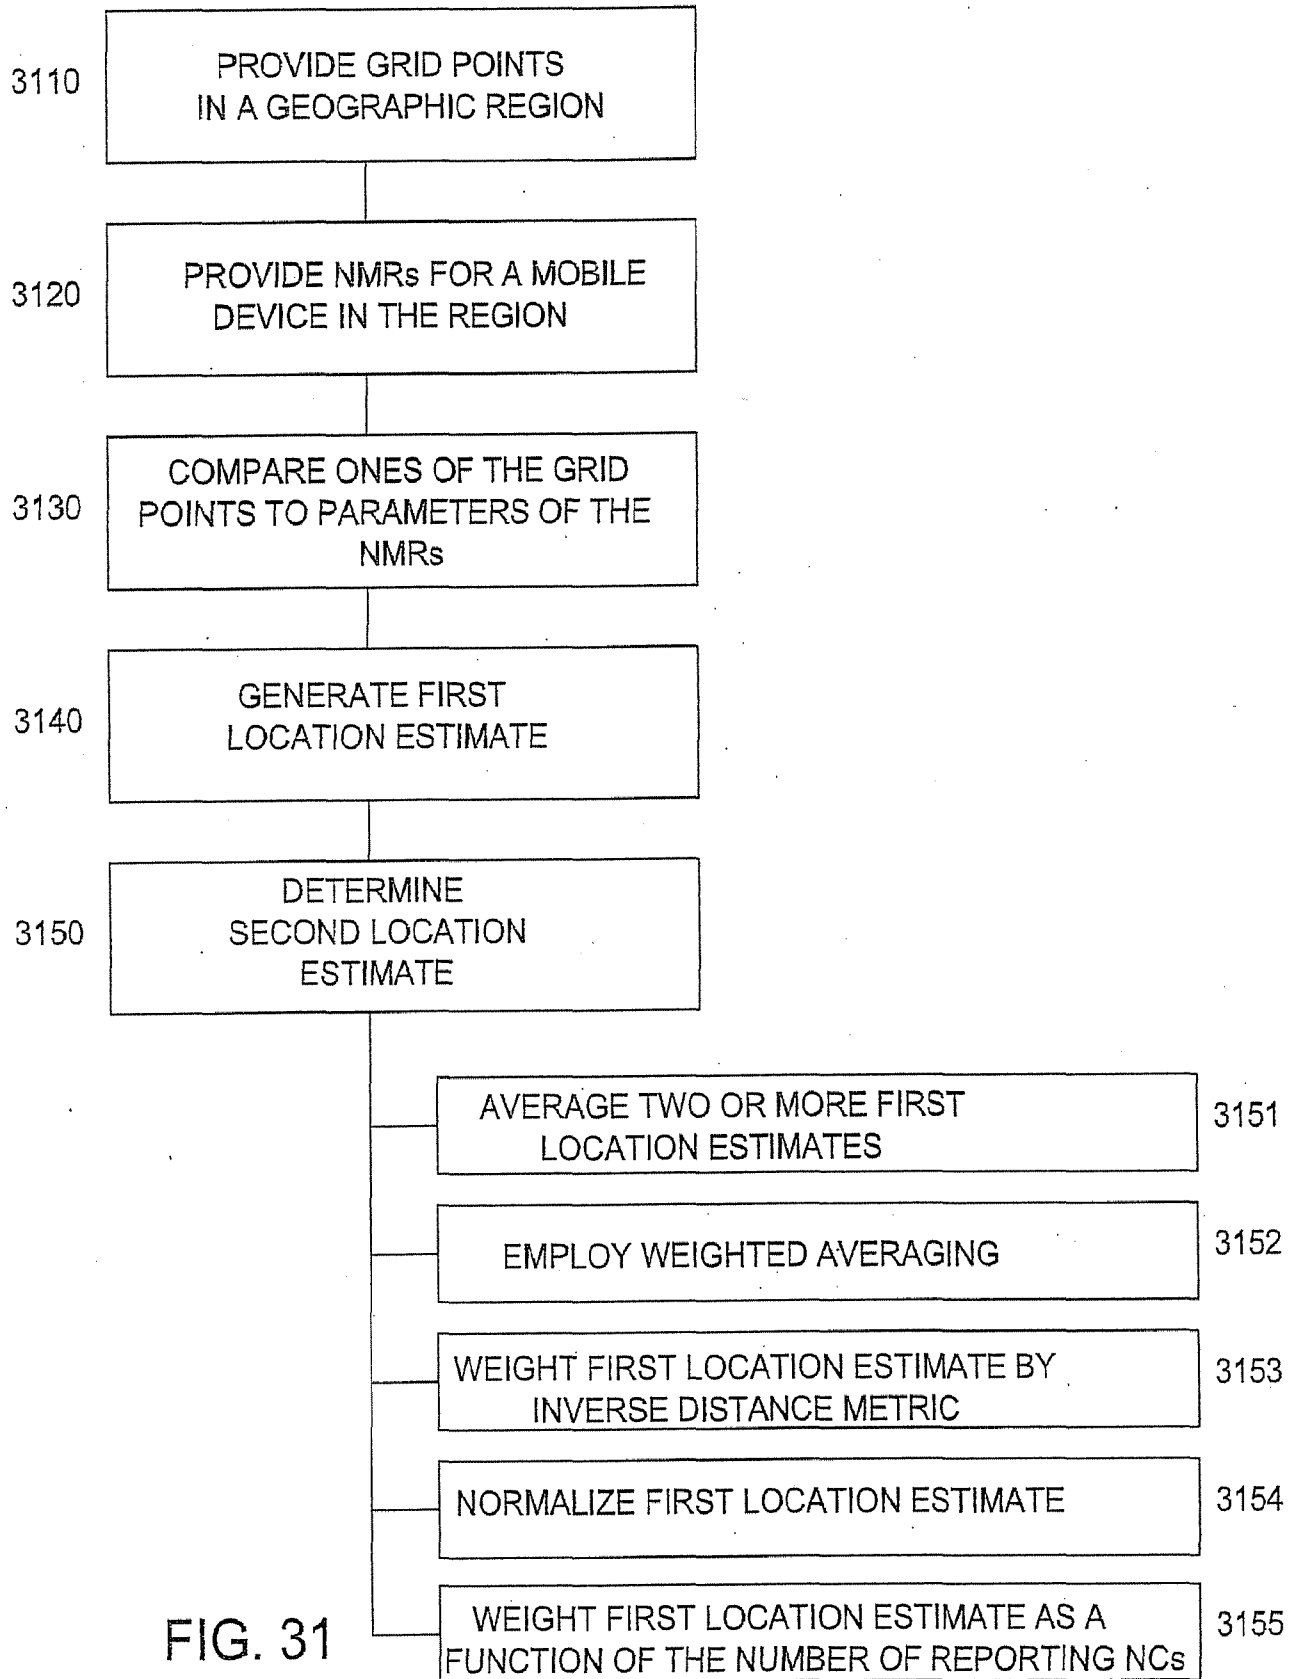 3110
PROVIDE GRID POINTS
IN A GEOGRAPHIC REGION
3120
PROVIDE NMRs FOR A MOBILE
DEVICE IN THE REGION
3130
COMPARE ONES OF THE GRID
POINTS TO PARAMETERS OF THE
NMRs
3140
GENERATE FIRST
LOCATION ESTIMATE
3150
DETERMINE
SECOND LOCATION
ESTIMATE
AVERAGE TWO OR MORE FIRST
LOCATION ESTIMATES
3151
EMPLOY WEIGHTED AVERAGING
3152
WEIGHT FIRST LOCATION ESTIMATE BY
INVERSE DISTANCE METRIC
3153
NORMALIZE FIRST LOCATION ESTIMATE
3154
WEIGHT FIRST LOCATION ESTIMATE AS A
FUNCTION OF THE NUMBER OF REPORTING NCs
3155
FIG. 31